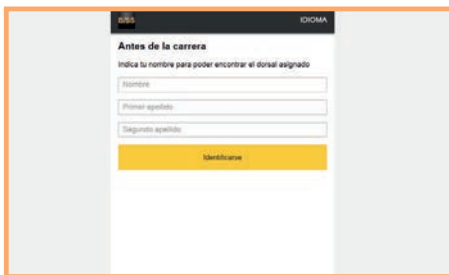 IDIOMA
Antes de la carrera
Indica tu nombre para poder encontrar el dorsal asignado
Nombre
Primer apellido
Segundo apellido
Identificarse